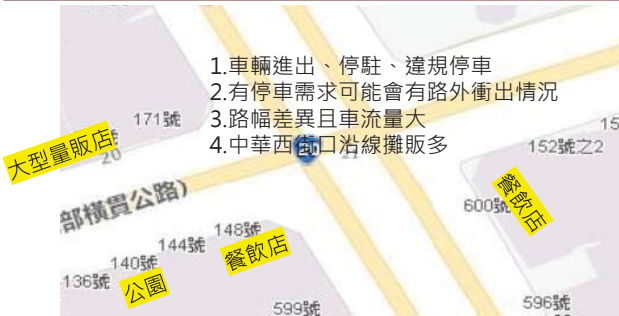 1.車輛進出、停駐、違規停車
2.有停車需求可能會有路外衝出情況
3.路幅差異且車流量大
4.中華西街口沿線攤販多
171號
大型量販店
20
20
21
15
152號之2
部橫貫公路)
600號
餐飲店
148號
餐飲店
144號
140號
136號
公園
599號
596號